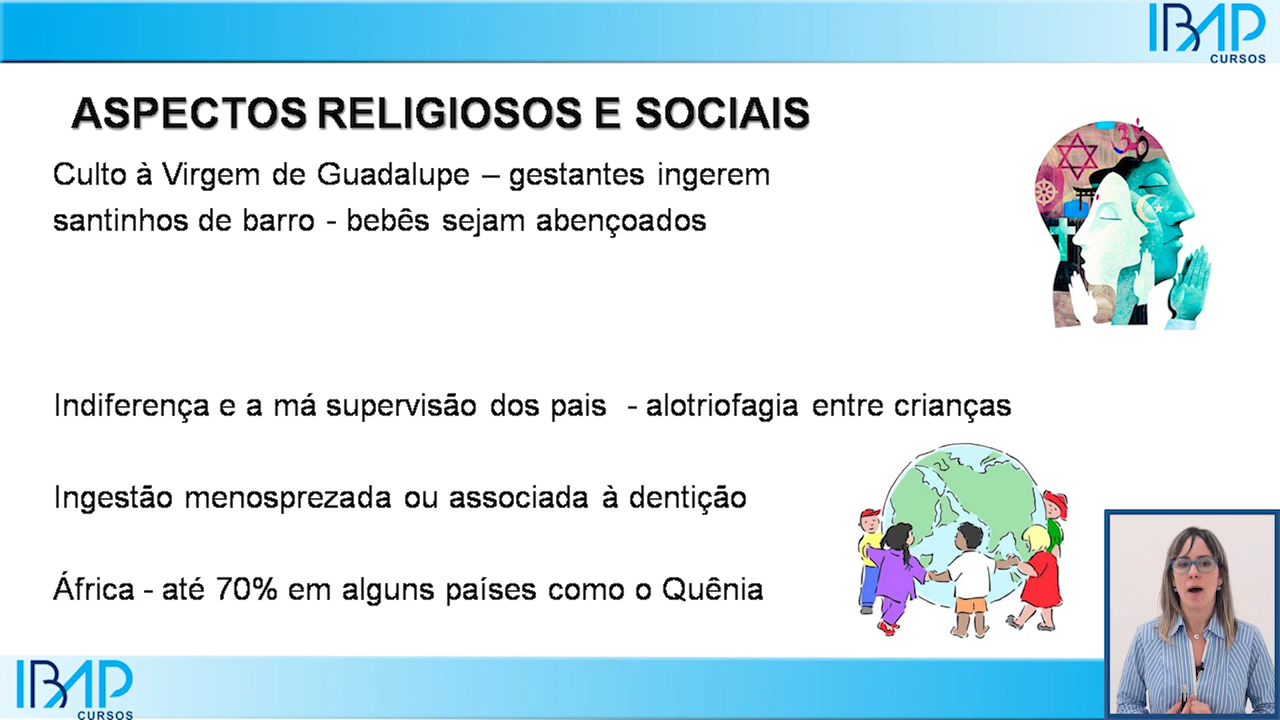 IBAP
CURSOS
ASPECTOS RELIGIOSOS E SOCIAIS
Culto à Virgem de Guadalupe – gestantes ingerem
santinhos de barro - bebês sejam abençoados
Indiferença e a má supervisão dos pais - alotriofagia entre crianças
Ingestão menosprezada ou associada à dentição
África - até 70% em alguns países como o Quênia
IBAP
CURSOS